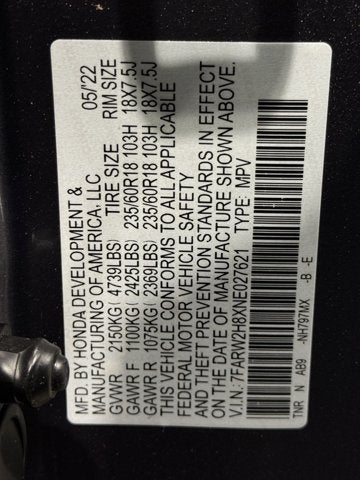 MFD. BY HONDA DEVELOPMENT & 05/'22
MANUFACTURING OF AMERICA, LLC
TIRE SIZE RIM SIZE
GVWR 2150KG ( 4739LBS)
GAWR F 1100KG ( 2425LBS) 235/60R18 103H 18X7.5J
GAWR R 1075KG ( 2369LBS) 235/60R18 103H 18X7.5J
THIS VEHICLE CONFORMS TO ALL APPLICABLE
FEDERAL MOTOR VEHICLE SAFETY
AND THEFT PREVENTION STANDARDS IN EFFECT
ON THE DATE OF MANUFACTURE SHOWN ABOVE.
V.I.N.: 7FARW2H8XNE027621 TYPE: MPV
TNR N AB9 -NH797MX -B -E